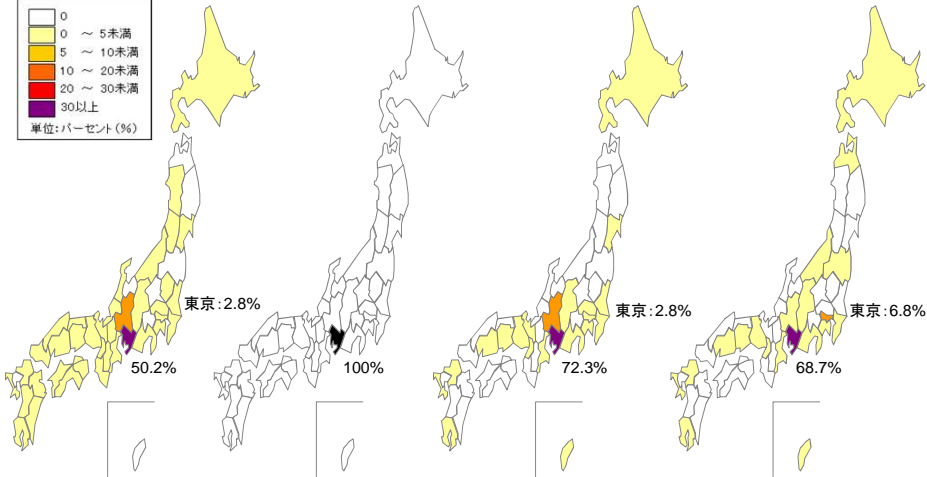 0
0 ～ 5未満
5 ～ 10未満
10 ～ 20未満
20 ～ 30未満
30以上
単位:パーセント(%)
東京:2.8%
50.2%
100%
東京:2.8%
72.3%
東京:6.8%
68.7%